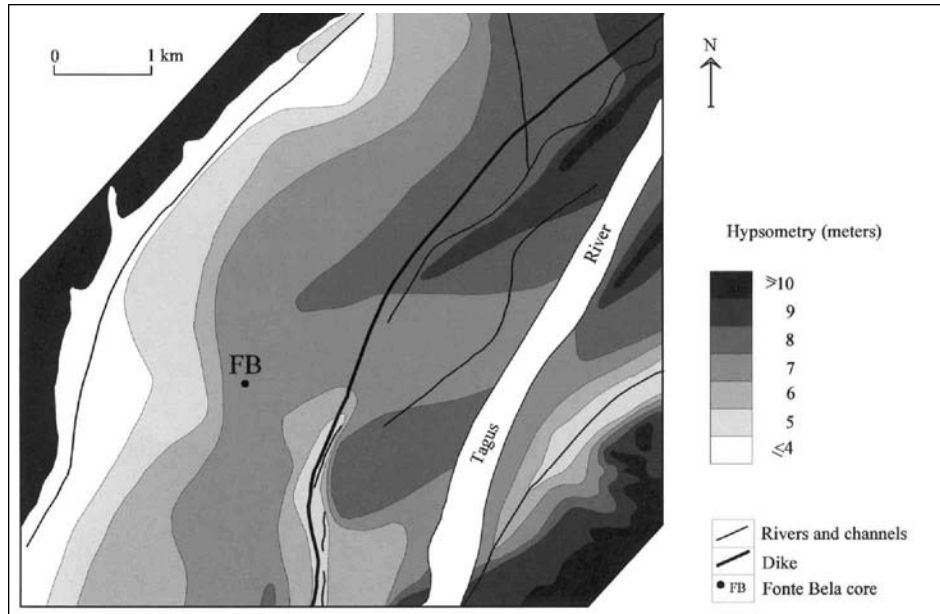 0 1 km
N
River
Tagus
FB
Hypsometry (meters)
⩾10
9
8
7
6
5
⩽4
Rivers and channels
Dike
FB Fonte Bela core